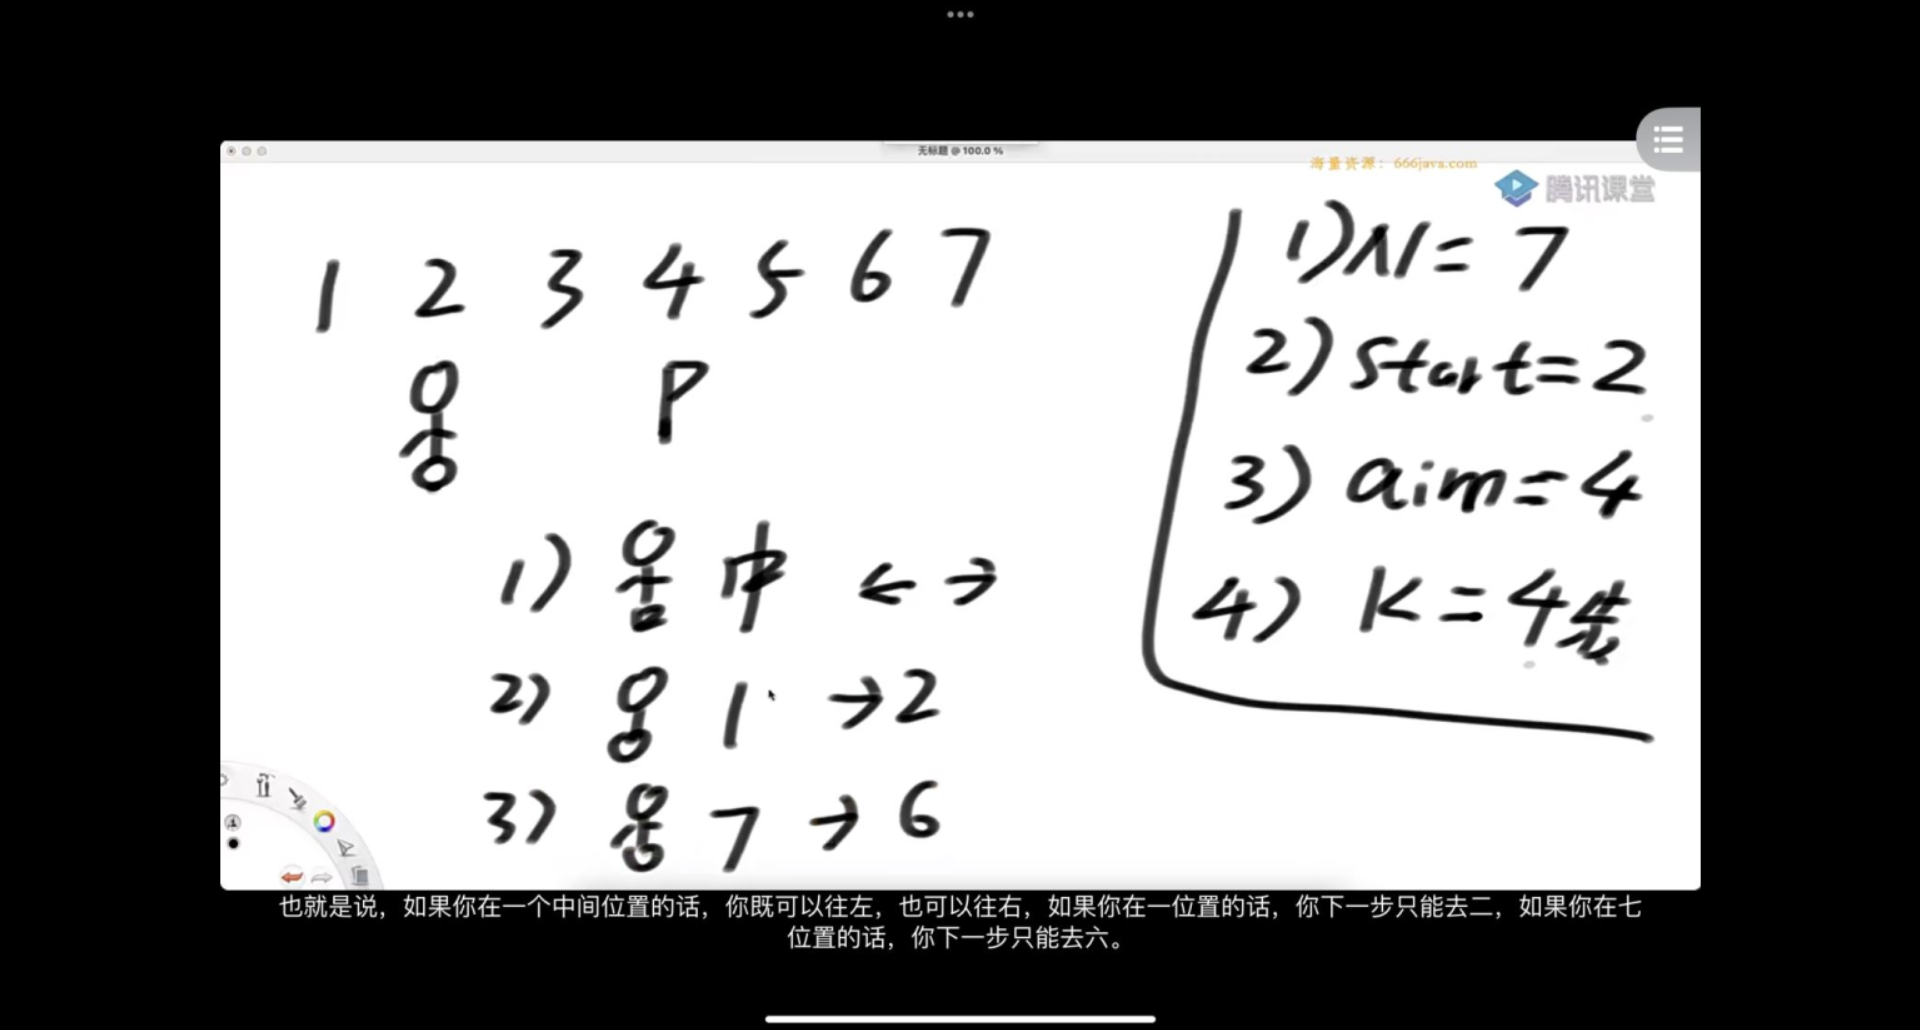 无标题 @ 100.0 %
海量资源：666java.com
腾讯课堂
1 2 3 4 5 6 7
P
1) 中 ← →
2) 1 → 2
3) 7 → 6
1) N = 7
2) Start = 2
3) aim = 4
4) K = 4步
也就是说，如果你在一个中间位置的话，你既可以往左，也可以往右，如果你在一位置的话，你下一步只能去二，如果你在七
位置的话，你下一步只能去六。